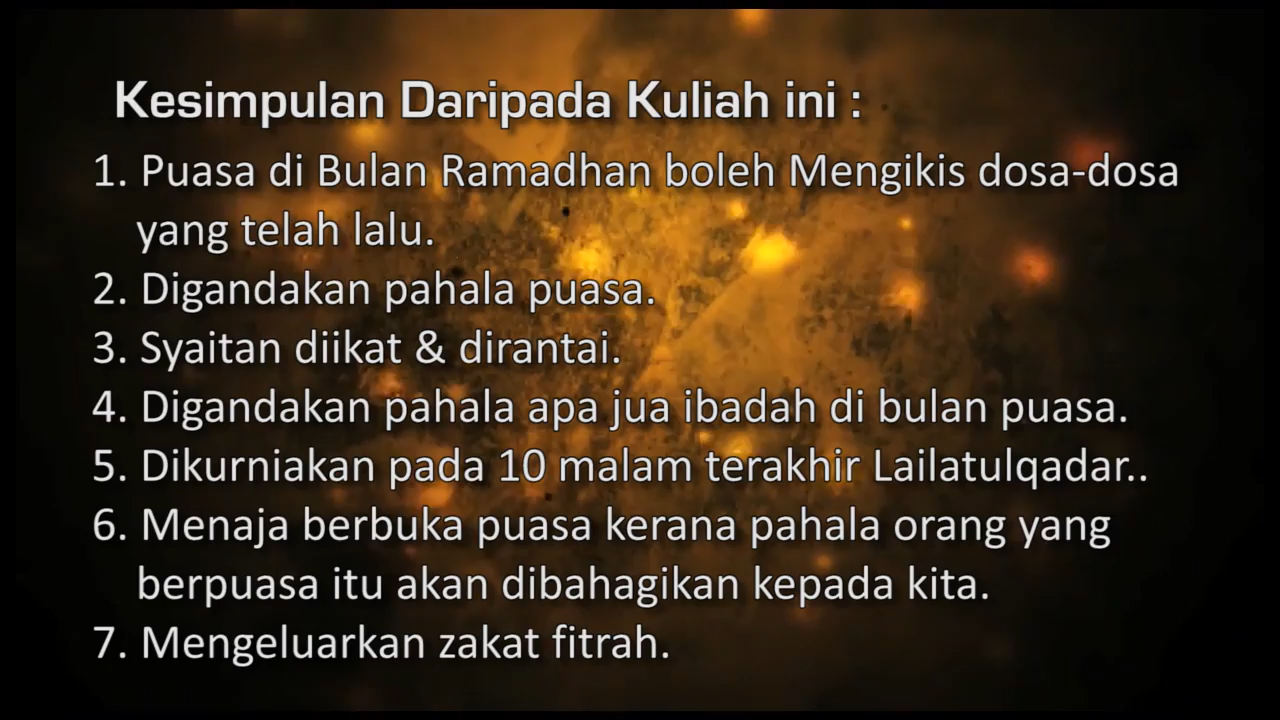 Kesimpulan Daripada Kuliah ini :
1. Puasa di Bulan Ramadhan boleh Mengikis dosa-dosa
yang telah lalu.
2. Digandakan pahala puasa.
3. Syaitan diikat & dirantai.
4. Digandakan pahala apa jua ibadah di bulan puasa.
5. Dikurniakan pada 10 malam terakhir Lailatulqadar..
6. Menaja berbuka puasa kerana pahala orang yang
berpuasa itu akan dibahagikan kepada kita.
7. Mengeluarkan zakat fitrah.